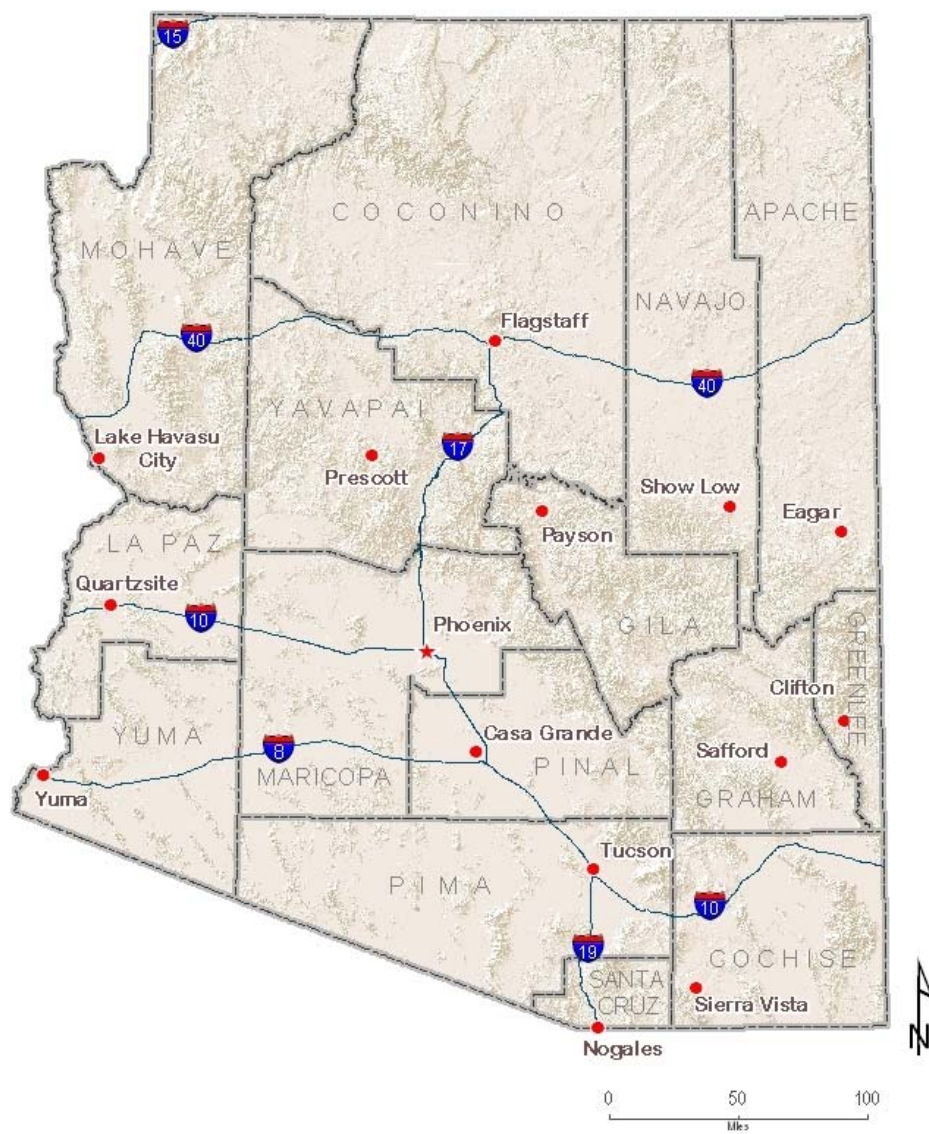 15
COCONINO
APACHE
MOHAVE
NAVAJO
Flagstaff
40
40
YAVAPAI
Lake Havasu
City
17
Prescott
Show Low
Eagar
Payson
LA PAZ
Quartzsite
10
Phoenix
GILA
GREENLEE
Clifton
YUMA
8
Casa Grande
PINAL
Safford
MARICOPA
GRAHAM
Yuma
Tucson
PIMA
10
19
SANTA
CRUZ
COCHISE
Sierra Vista
Nogales
N
0 50 100
Miles